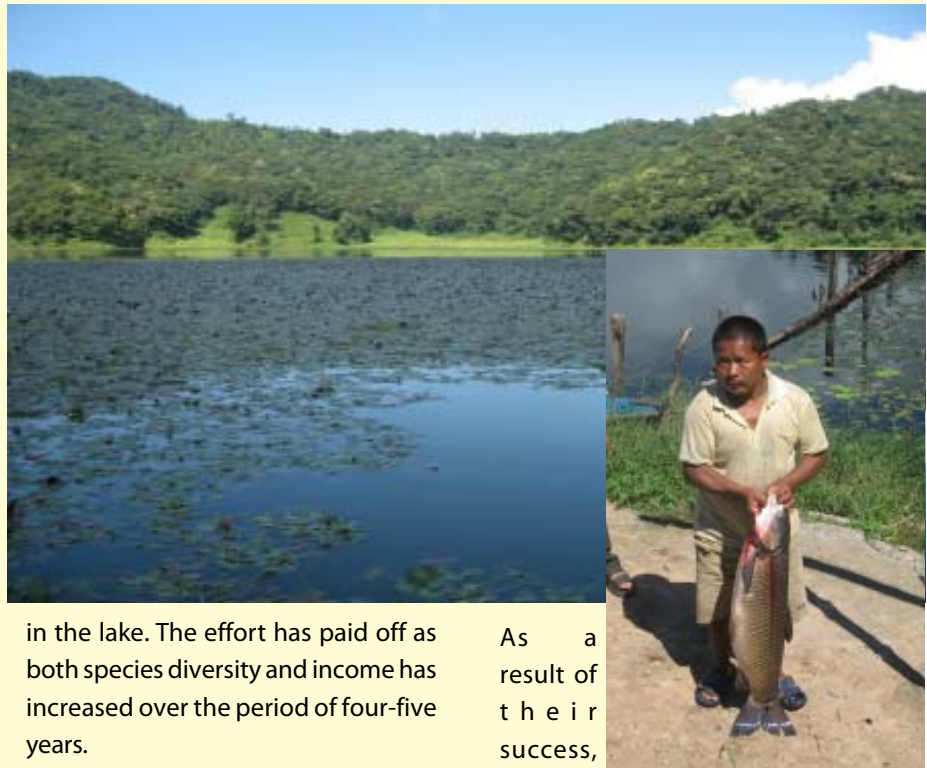 in the lake. The effort has paid off as
both species diversity and income has
increased over the period of four-five
years.
As a
result of
their
success,